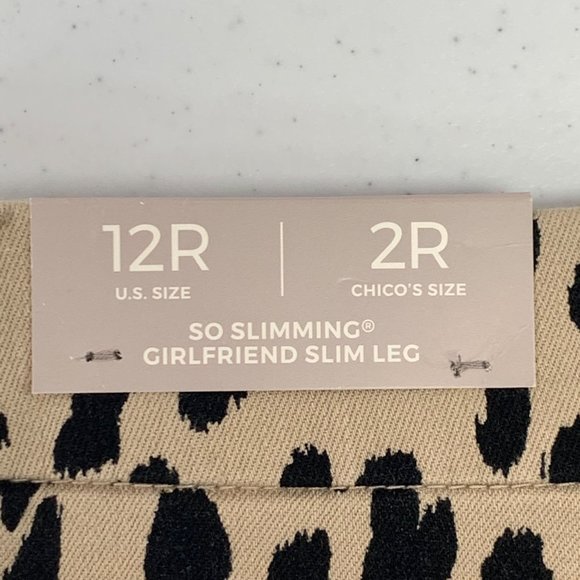 12R 2R
U.S. SIZE CHICO'S SIZE
SO SLIMMING®
GIRLFRIEND SLIM LEG